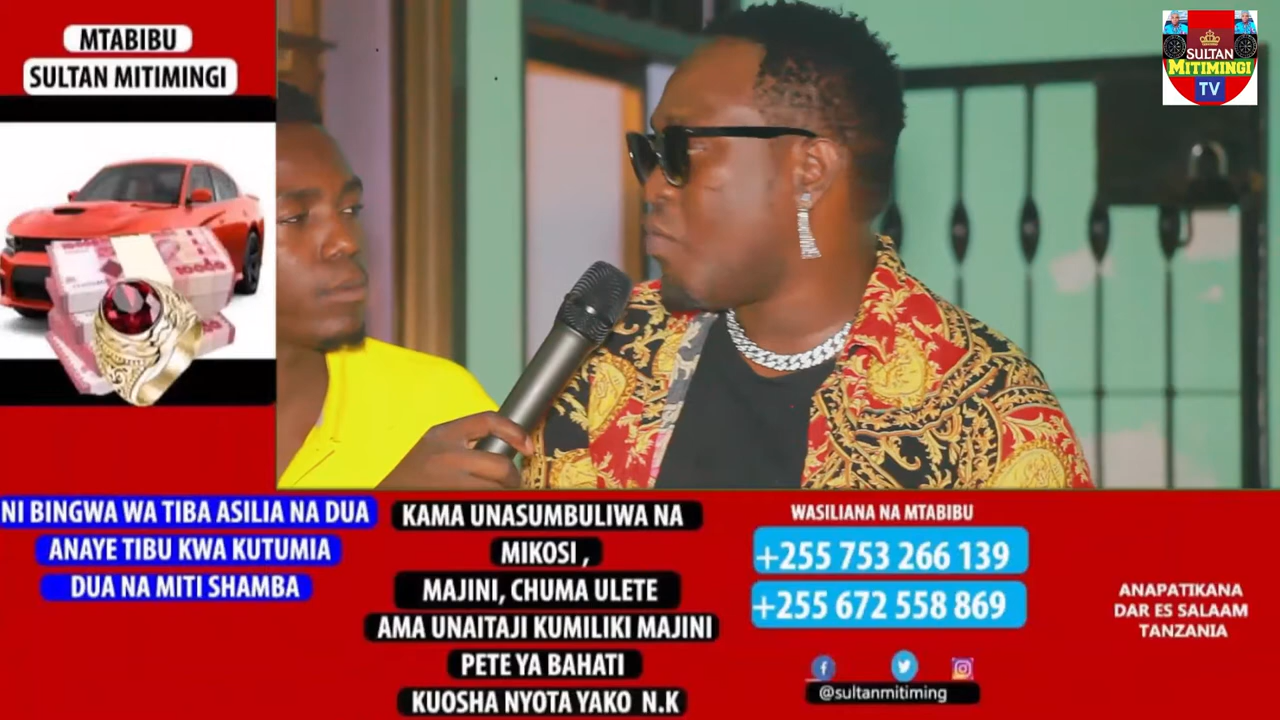 MTABIBU
SULTAN MITIMINGI
SULTAN
MITIMINGI
TV
NI BINGWA WA TIBA ASILIA NA DUA
ANAYE TIBU KWA KUTUMIA
DUA NA MITI SHAMBA
KAMA UNASUMBULIWA NA
MIKOSI ,
MAJINI, CHUMA ULETE
AMA UNAITAJI KUMILIKI MAJINI
PETE YA BAHATI
KUOSHA NYOTA YAKO N.K
WASILIANA NA MTABIBU
+255 753 266 139
+255 672 558 869
@sultanmitiming
ANAPATIKANA
DAR ES SALAAM
TANZANIA